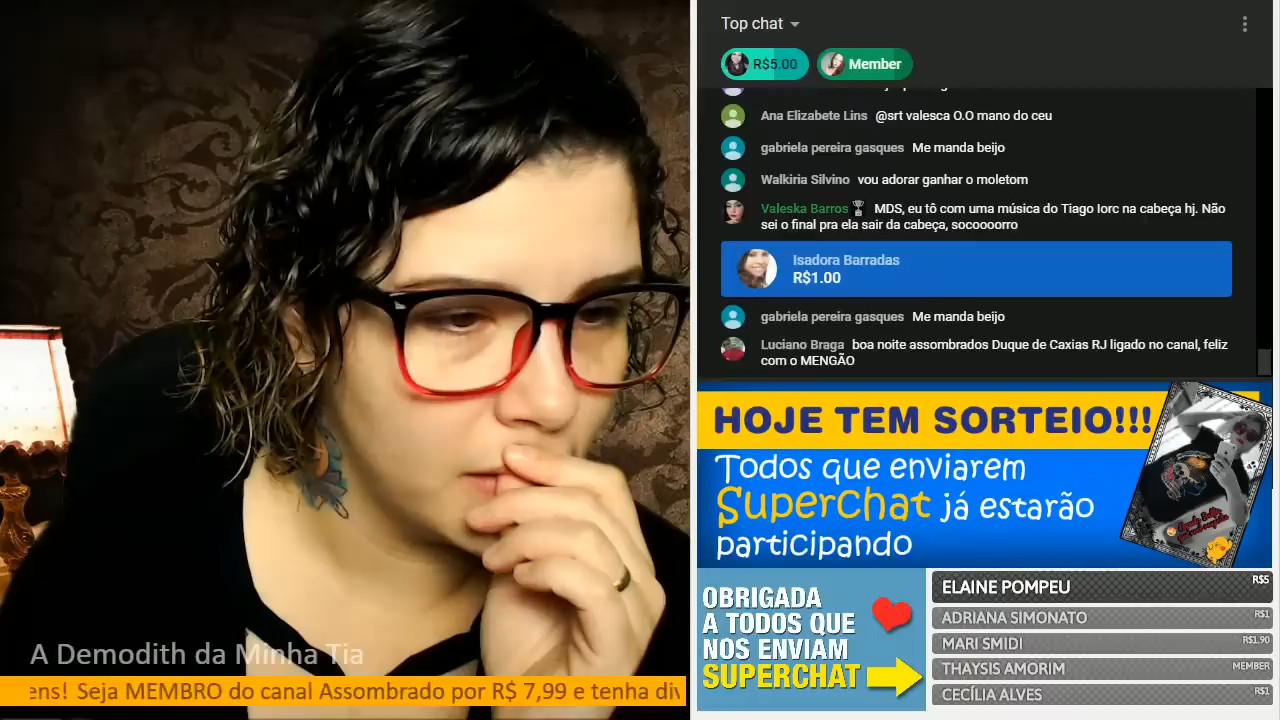 Top chat
R$5.00
Member
Ana Elizabete Lins @srt valesca O.O mano do ceu
gabriela pereira gasques Me manda beijo
Walkiria Silvino vou adorar ganhar o moletom
Valeska Barros MDS, eu tô com uma música do Tiago Iorc na cabeça hj. Não
sei o final pra ela sair da cabeça, socooorro
Isadora Barradas
R$1.00
gabriela pereira gasques Me manda beijo
Luciano Braga boa noite assombrados Duque de Caxias RJ ligado no canal, feliz
com o MENGÃO
HOJE TEM SORTEIO!!!
Todos que enviarem
Superchat já estarão
participando
OBRIGADA
A TODOS QUE
NOS ENVIAM
SUPERCHAT
ELAINE POMPEU R$5
ADRIANA SIMONATO R$1
MARI SMIDI R$1.90
THAYSIS AMORIM MEMBER
CECÍLIA ALVES R$1
A Demodith da Minha Tia
ens! Seja MEMBRO do canal Assombrado por R$ 7,99 e tenha div